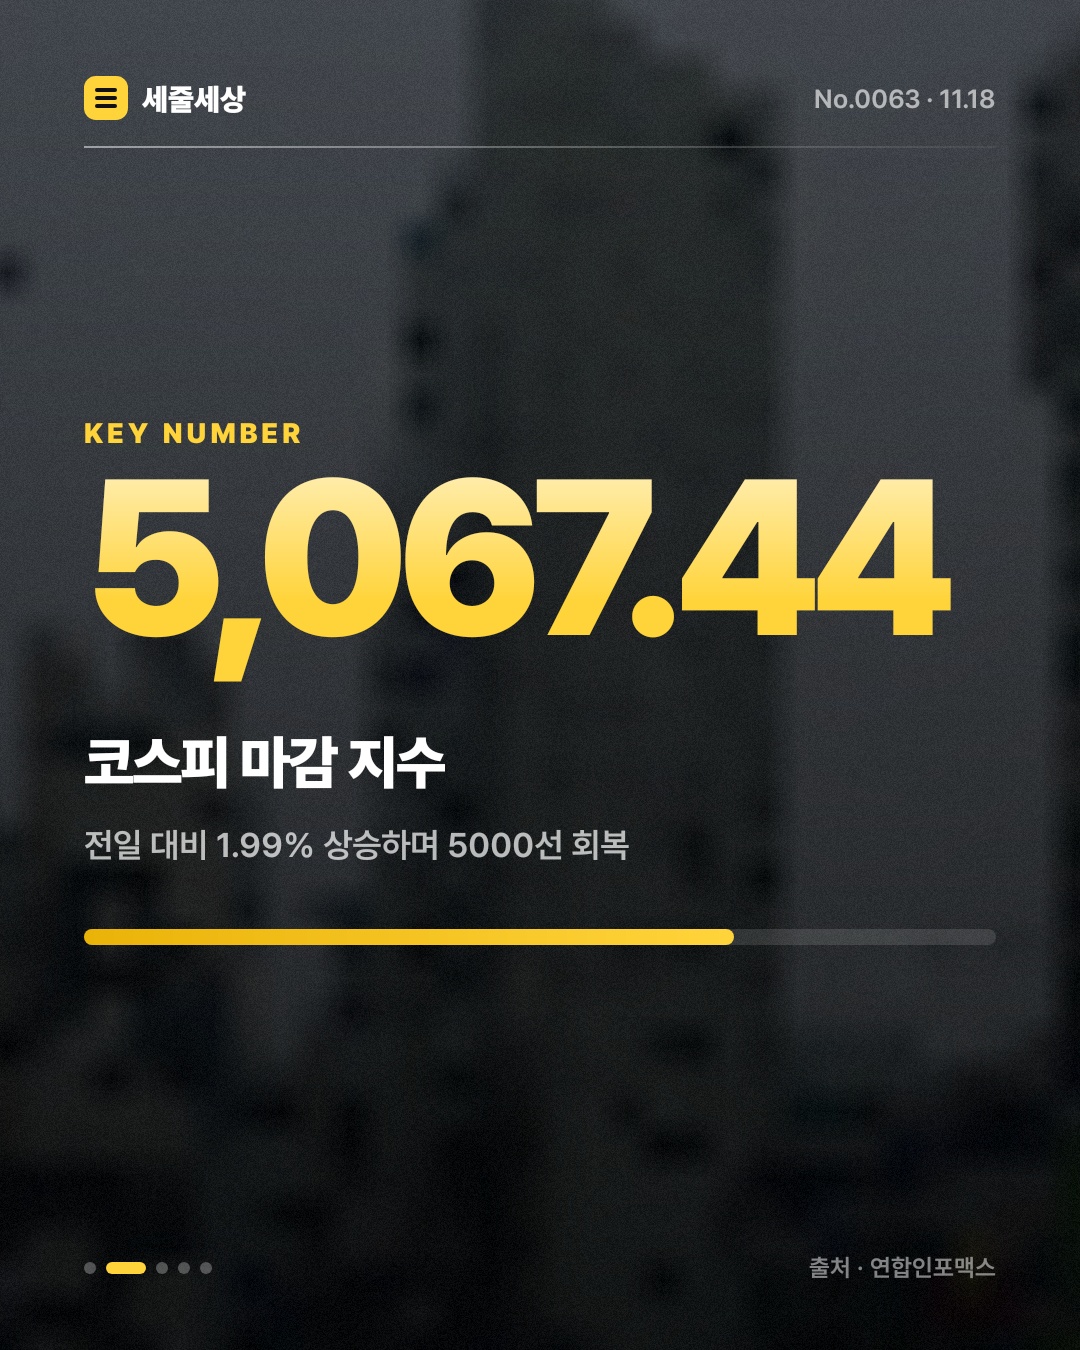 세줄세상
No.0063 · 11.18
KEY NUMBER
5,067.44
코스피 마감 지수
전일 대비 1.99% 상승하며 5000선 회복
출처 · 연합인포맥스